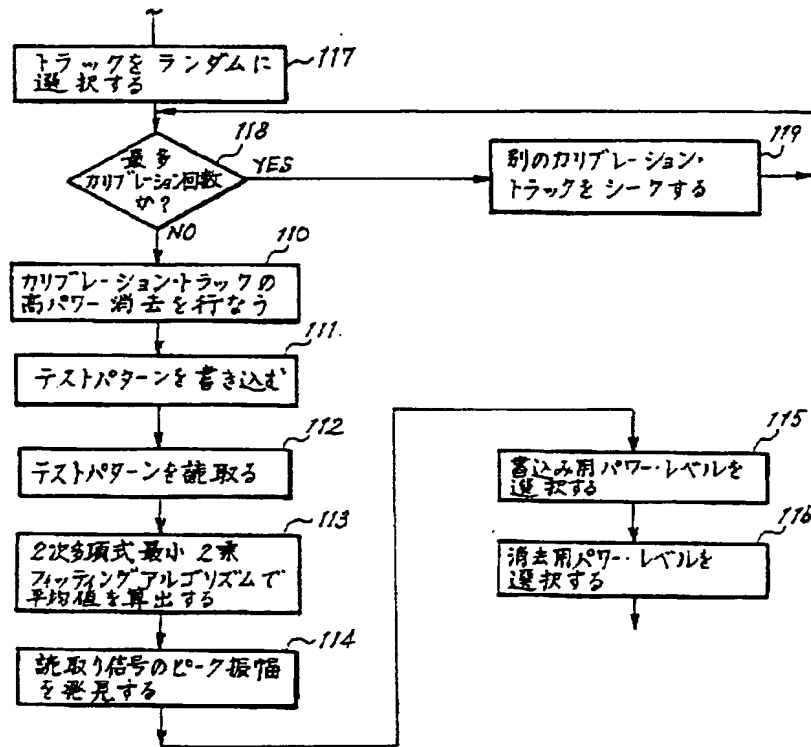 トラックをランダムに
選択する
117
118
最多
カリブレーション回数
か?
YES
NO
別のカリブレーション・
トラックをシークする
119
110
カリブレーション・トラックの
高パワー消去を行なう
111
テストパターンを書き込む
112
テストパターンを読取る
113
2次多項式最小2乗
フィッティングアルゴリズムで
平均値を算出する
114
読取り信号のピーク振幅
を発見する
115
書込み用パワー・レベルを
選択する
116
消去用パワー・レベルを
選択する